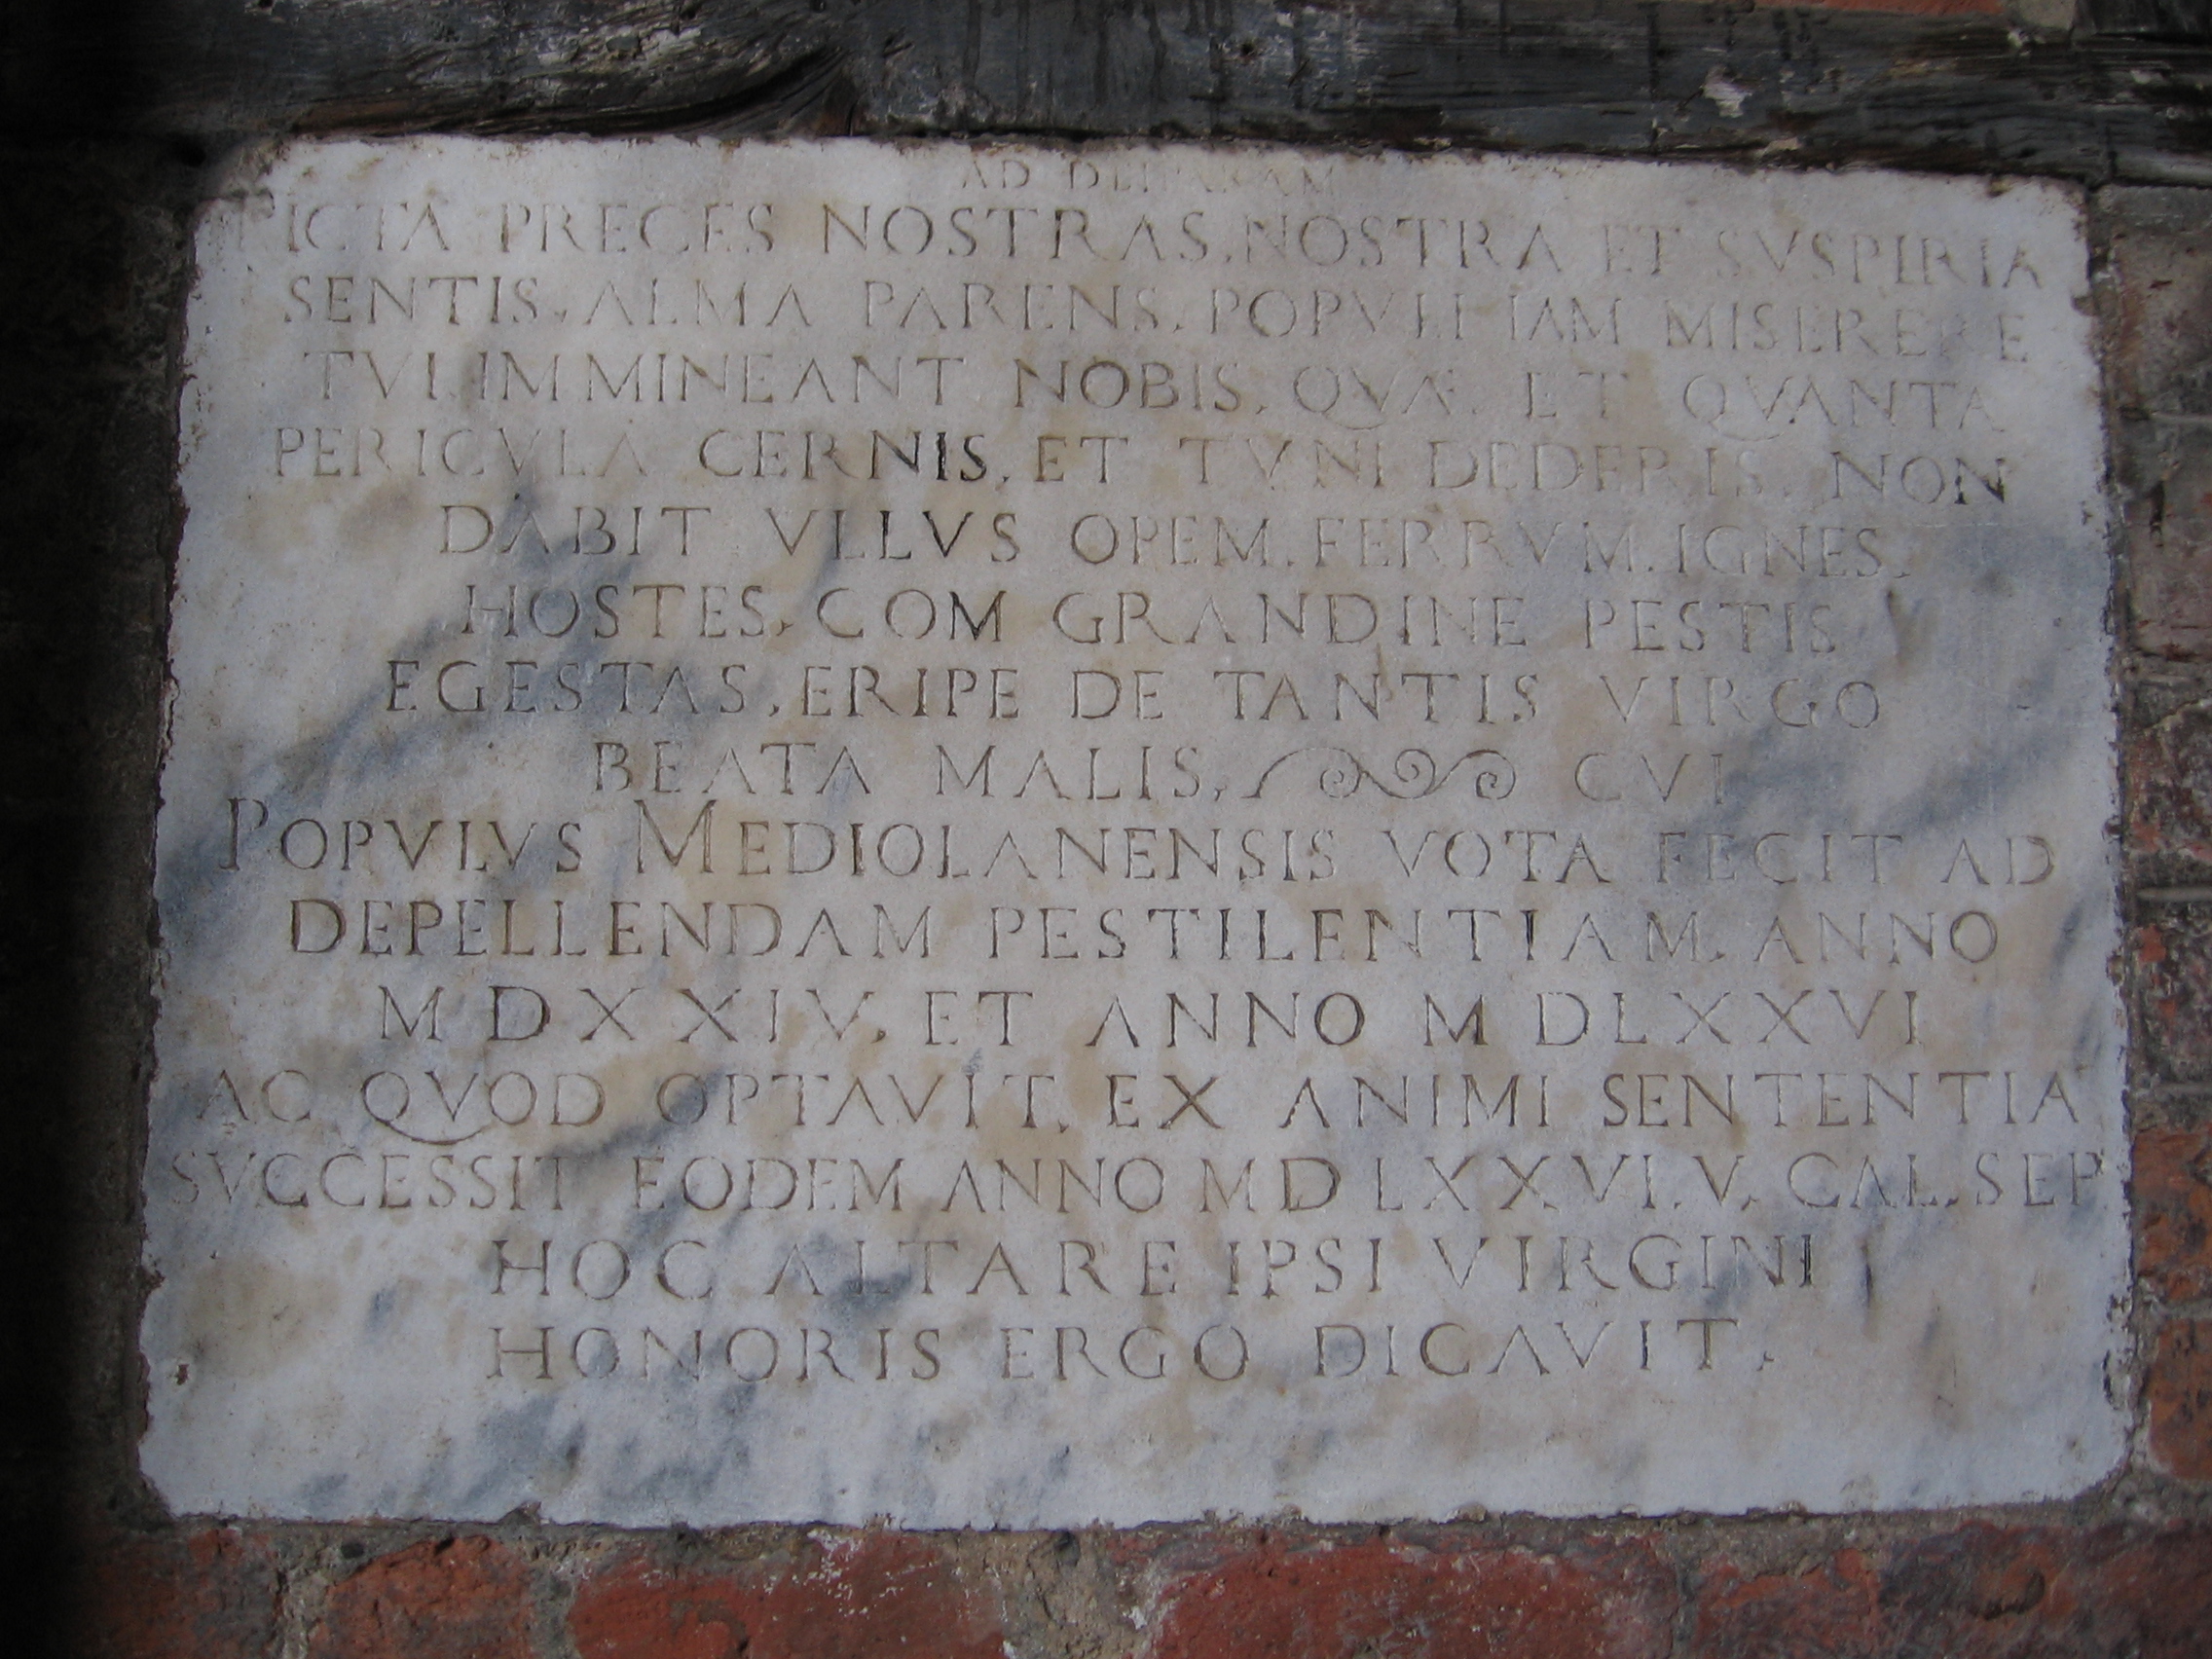 AD DEIPARAM
PICTA PRECES NOSTRAS, NOSTRA ET SVSPIRIA
SENTIS, ALMA PARENS, POPVLI IAM MISERERE
TVI, IMMINEANT NOBIS, QVÆ, ET QVANTA
PERICVLA CERNIS, ET TV NI DEDERIS, NON
DABIT VLLVS OPEM, FERRVM, IGNES,
HOSTES, COM GRANDINE PESTIS
EGESTAS, ERIPE DE TANTIS VIRGO
BEATA MALIS, CVI
POPVLVS MEDIOLANENSIS VOTA FECIT AD
DEPELLENDAM PESTILENTIAM, ANNO
MDXXIV, ET ANNO MDLXXVI
AC QVOD OPTAVIT, EX ANIMI SENTENTIA
SVCCESSIT EODEM ANNO MDLXXVI. V, CAL, SEP
HOC ALTARE IPSI VIRGINI
HONORIS ERGO DICAVIT.